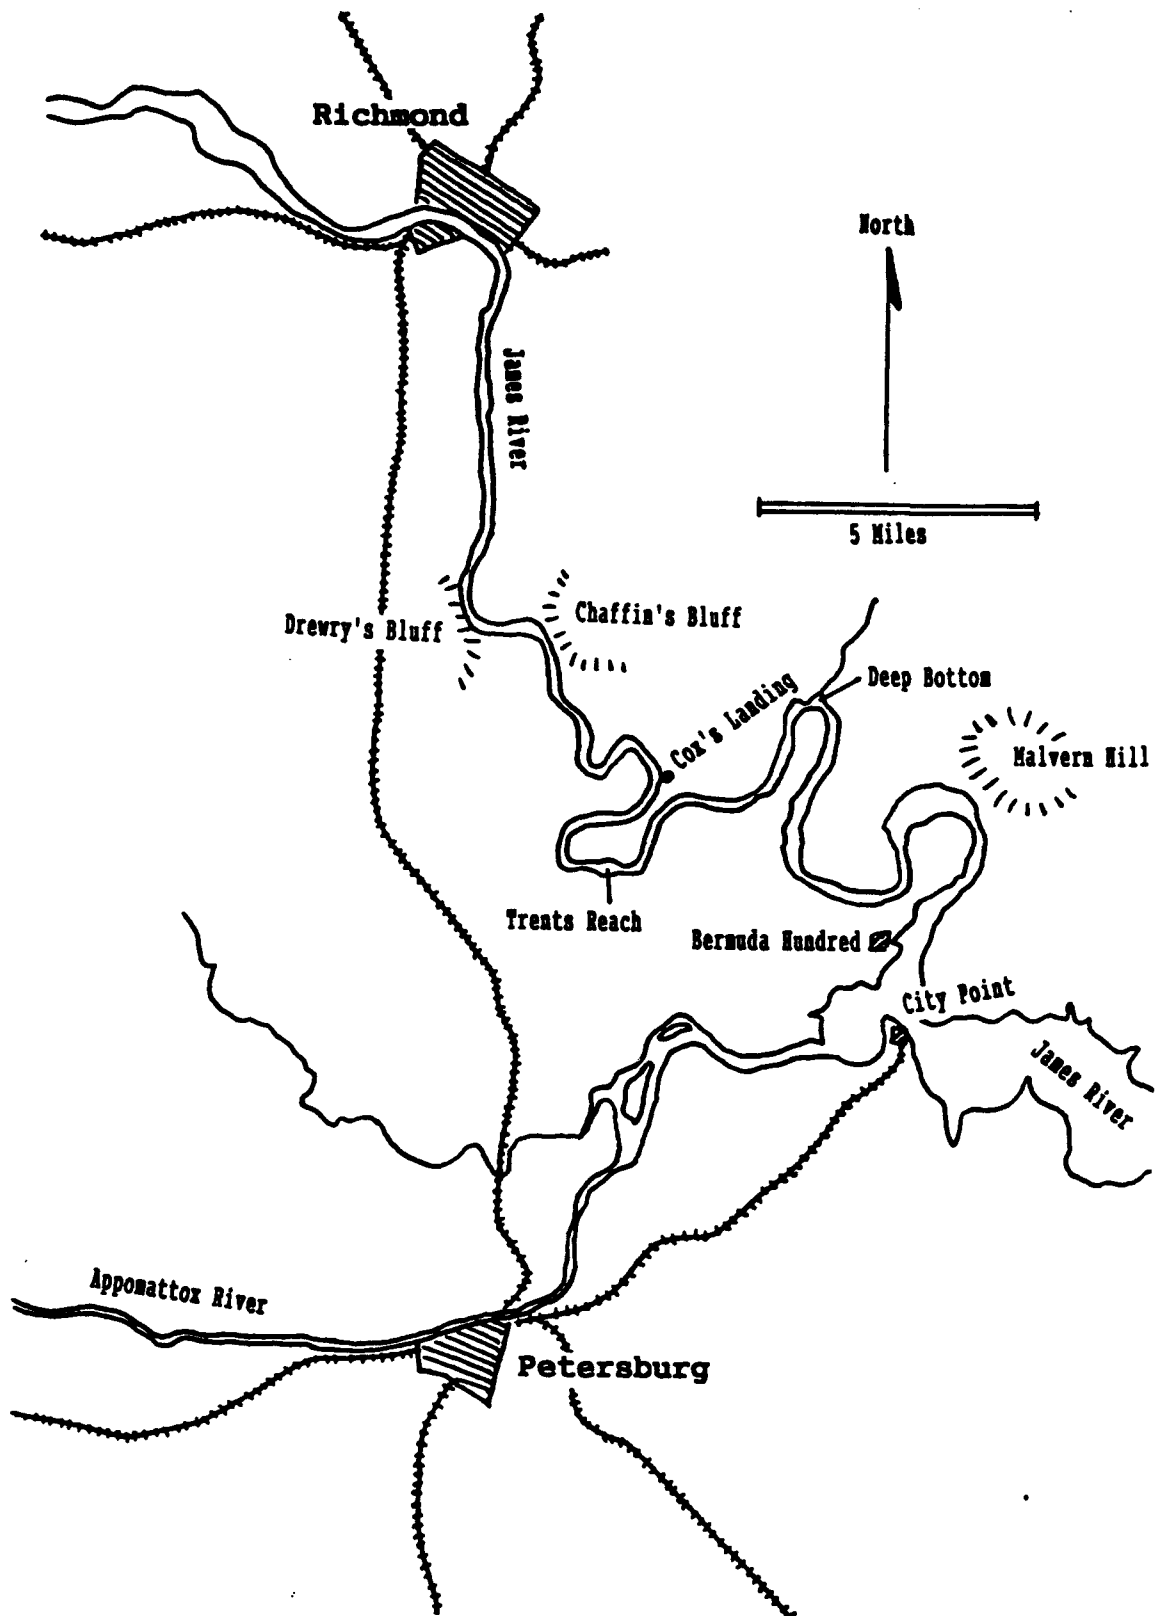 Richmond
North
James River
5 Miles
Chaffin's Bluff
Drewry's Bluff
Deep Bottom
Cox's Landing
Malvern Hill
Trents Reach
Bermuda Hundred
City Point
James River
Appomattox River
Petersburg